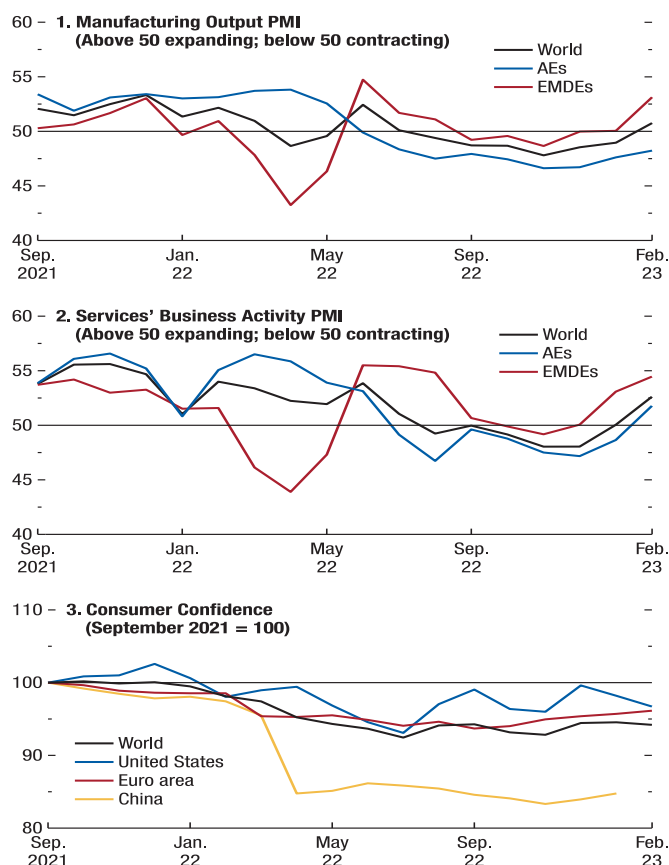 1. Manufacturing Output PMI
(Above 50 expanding; below 50 contracting)
World
AEs
EMDEs
60
55
50
45
40
Sep.
2021
Jan.
22
May
22
Sep.
22
Feb.
23
2. Services' Business Activity PMI
(Above 50 expanding; below 50 contracting)
World
AEs
EMDEs
60
55
50
45
40
Sep.
2021
Jan.
22
May
22
Sep.
22
Feb.
23
3. Consumer Confidence
(September 2021 = 100)
110
100
90
80
World
United States
Euro area
China
Sep.
2021
Jan.
22
May
22
Sep.
22
Feb.
23